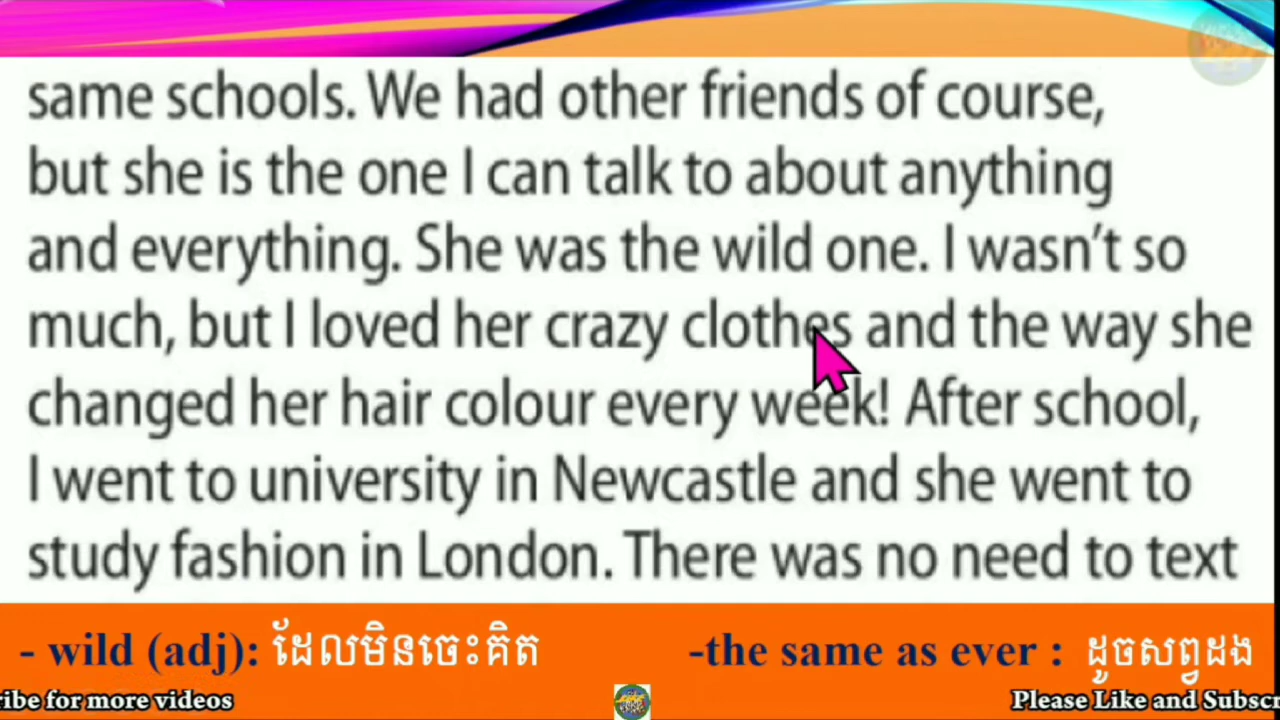 same schools. We had other friends of course,
but she is the one I can talk to about anything
and everything. She was the wild one. I wasn't so
much, but I loved her crazy clothes and the way she
changed her hair colour every week! After school,
I went to university in Newcastle and she went to
study fashion in London. There was no need to text
- wild (adj): ដែលមិនចេះគិត -the same as ever : ដូចសព្វដង
ribe for more videos Please Like and Subscr